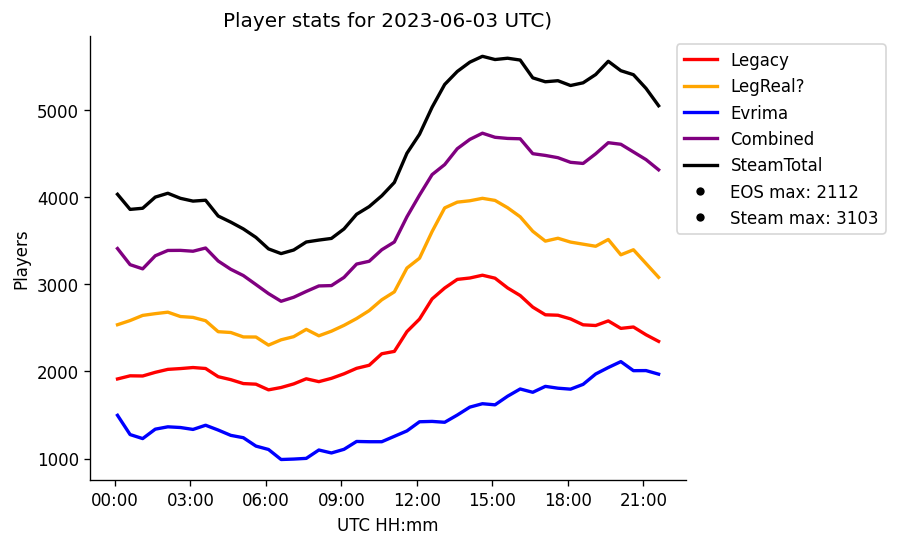 Player stats for 2023-06-03 UTC)
Legacy
LegReal?
Evrima
Combined
SteamTotal
EOS max: 2112
Steam max: 3103
Players
5000
4000
3000
2000
1000
00:00 03:00 06:00 09:00 12:00 15:00 18:00 21:00
UTC HH:mm